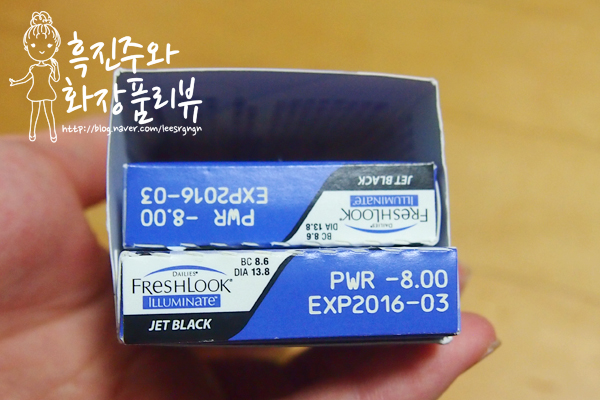 흑진주와
화장품리뷰
http://blog.naver.com/leesrgngn
JET BLACK
DAILIES
FRESHLOOK
ILLUMINATE
BC 8.6
DIA 13.8
PWR -8.00
EXP2016-03
DAILIES
FRESHLOOK
ILLUMINATE
BC 8.6
DIA 13.8
JET BLACK
PWR -8.00
EXP2016-03